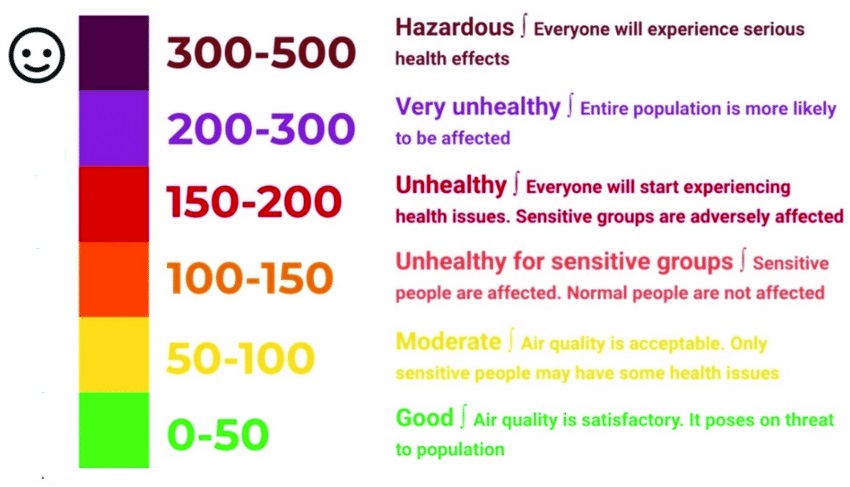 300-500
Hazardous ∫ Everyone will experience serious
health effects
200-300
Very unhealthy ∫ Entire population is more likely
to be affected
150-200
Unhealthy ∫ Everyone will start experiencing
health issues. Sensitive groups are adversely affected
100-150
Unhealthy for sensitive groups ∫ Sensitive
people are affected. Normal people are not affected
50-100
Moderate ∫ Air quality is acceptable. Only
sensitive people may have some health issues
0-50
Good ∫ Air quality is satisfactory. It poses on threat
to population